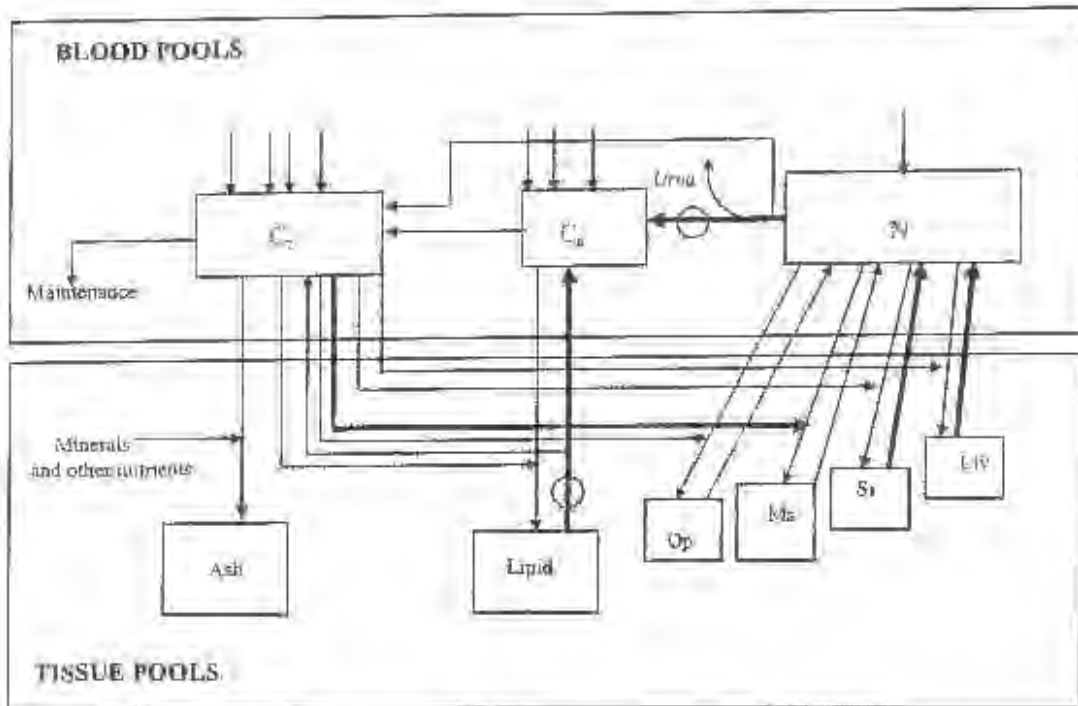 BLOOD POOLS
Urea
N
Maintenance
Minerals
and other nutrients
Ash
Lipid
Op
Ms
TISSUE POOLS